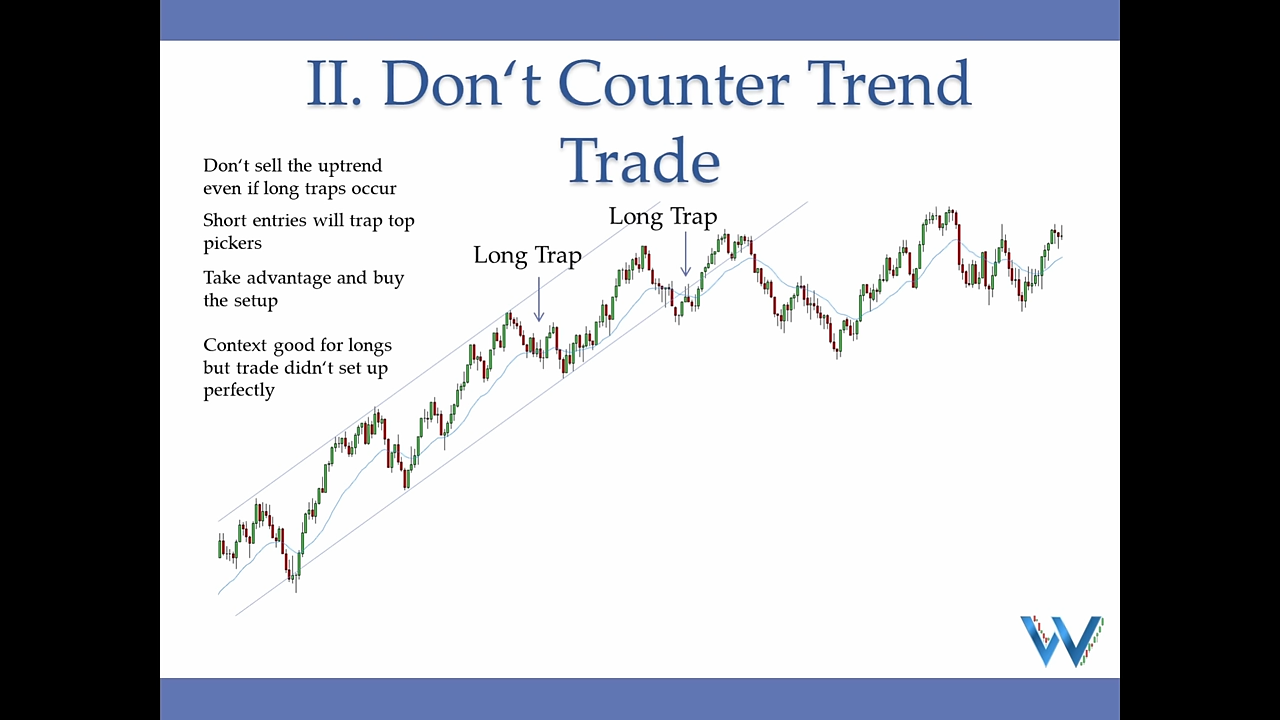 II. Don‘t Counter Trend
Trade
Don‘t sell the uptrend
even if long traps occur
Short entries will trap top
pickers
Take advantage and buy
the setup
Context good for longs
but trade didn‘t set up
perfectly
Long Trap
Long Trap
W